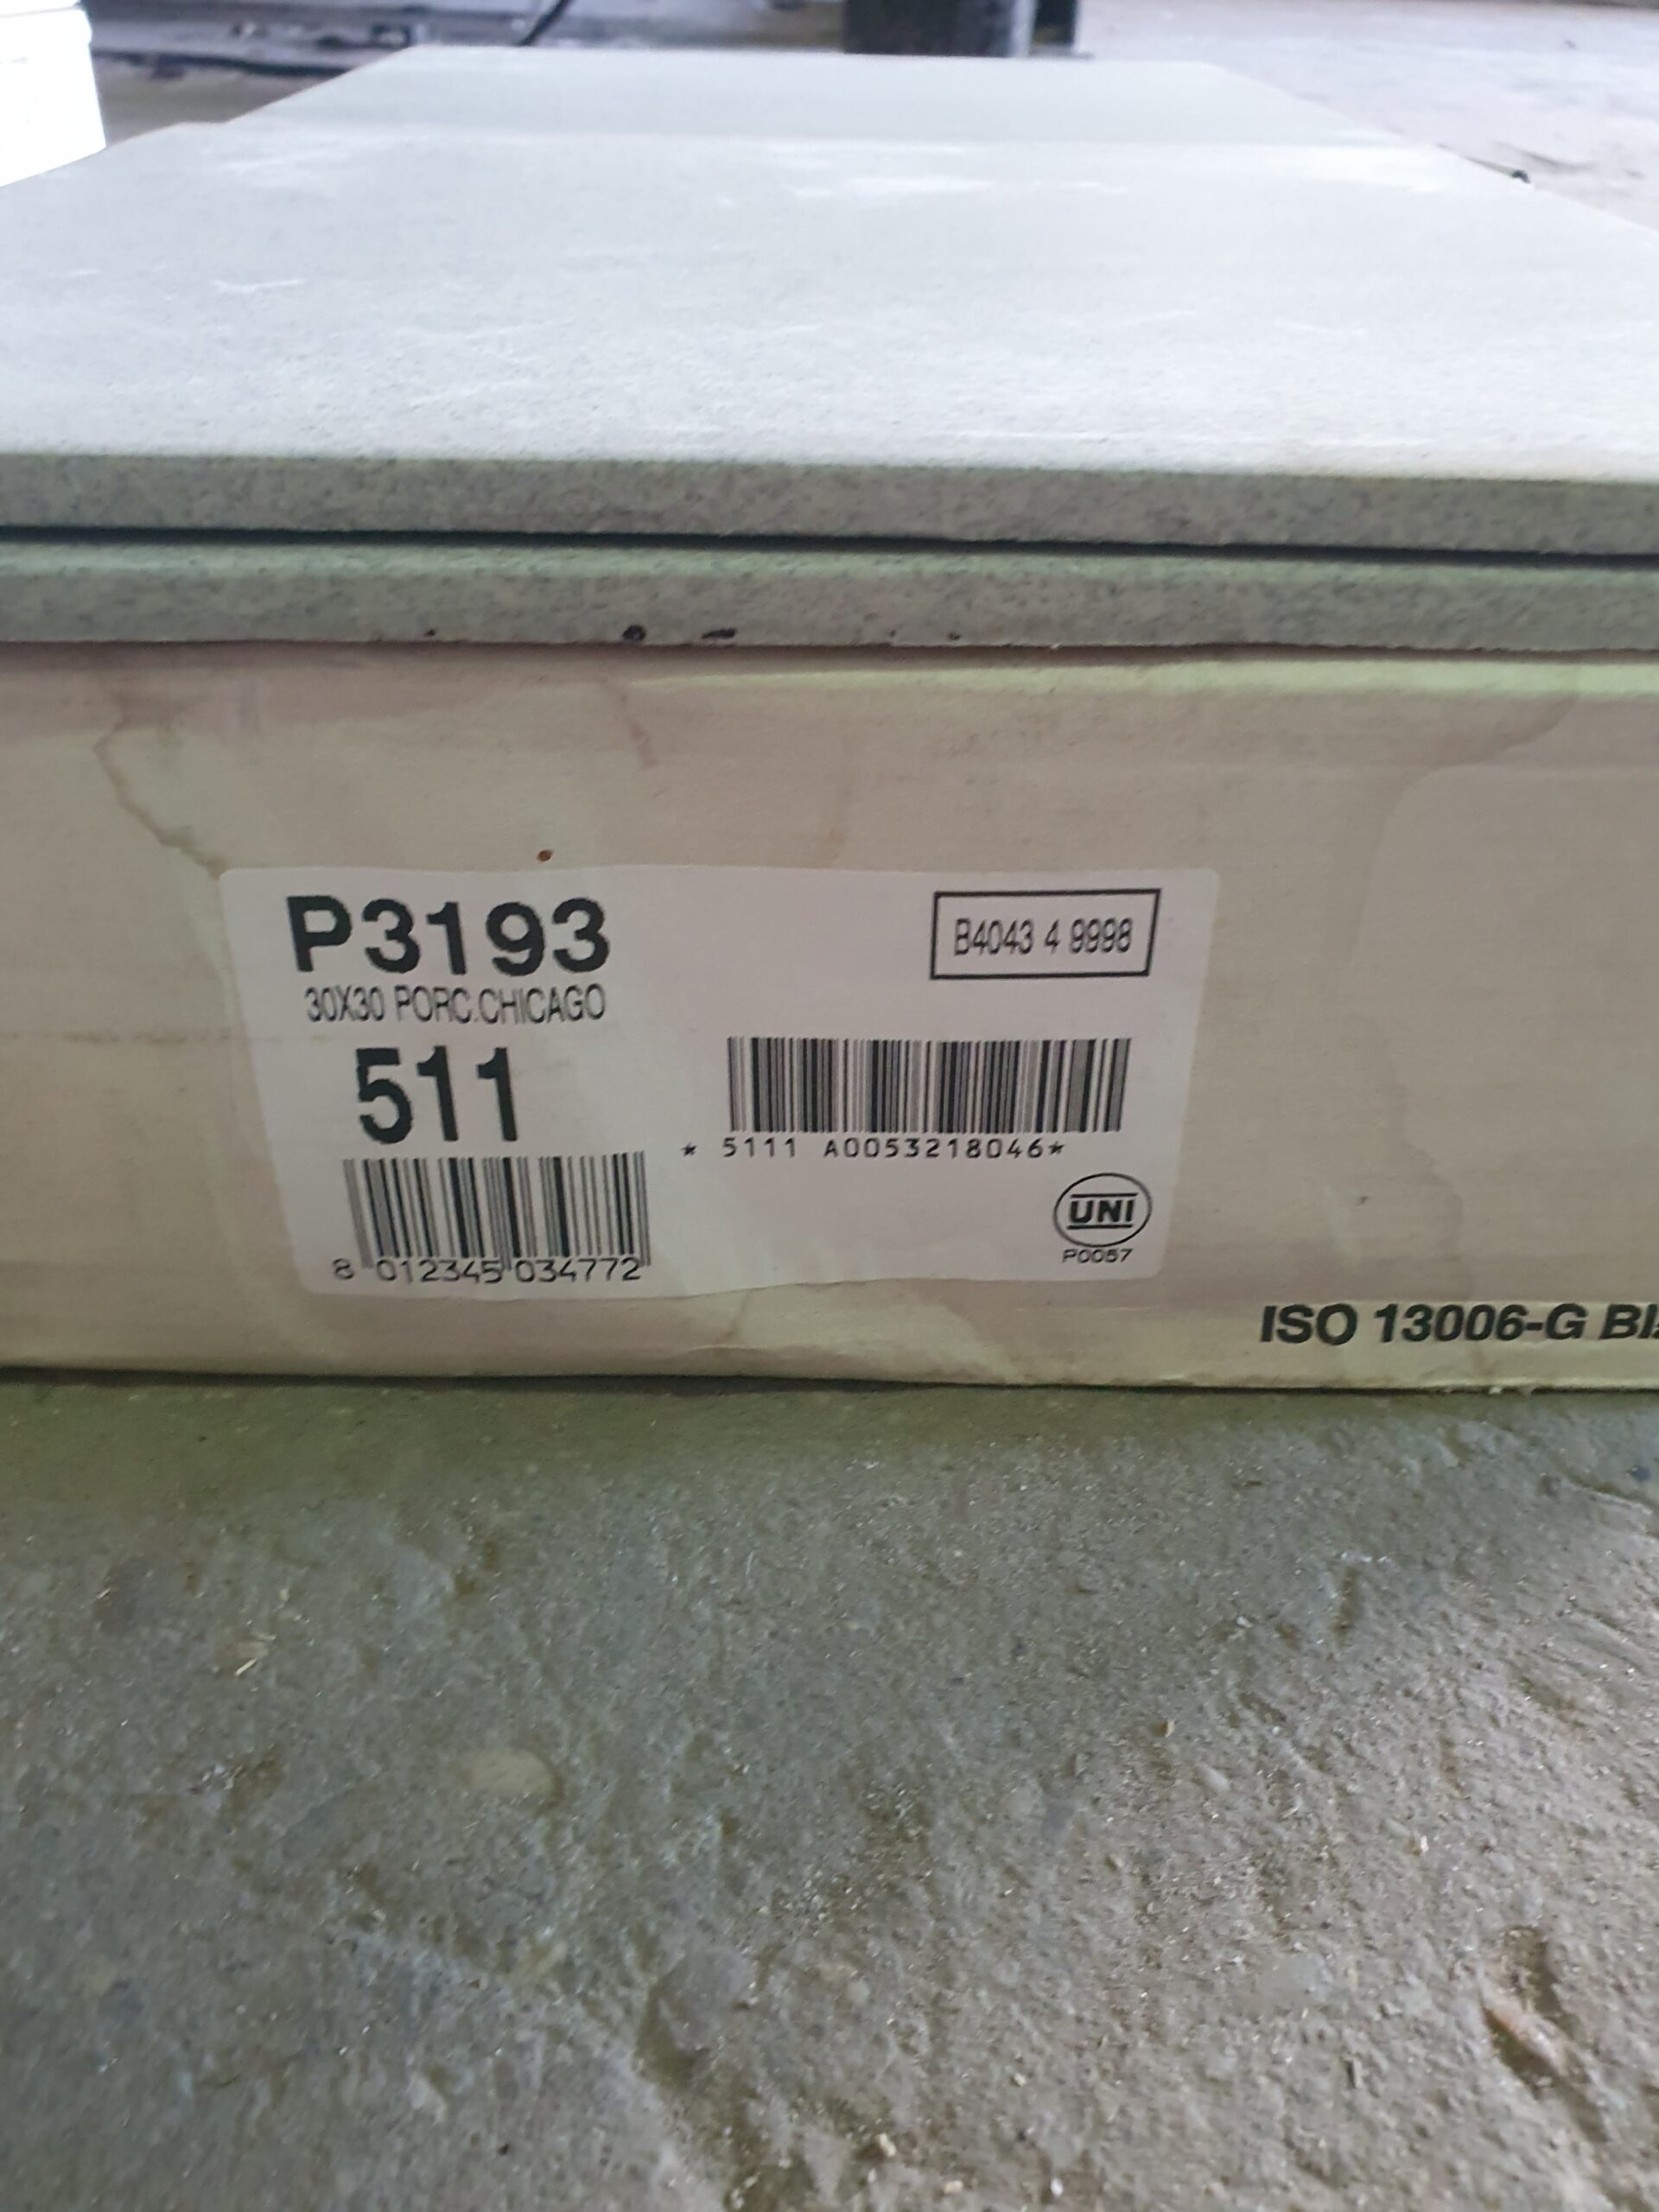 P3193
30X30 PORC.CHICAGO
511
8 012345 034772
B4043 4 9998
* 5111 A0053218046*
UNI
P0057
ISO 13006-G